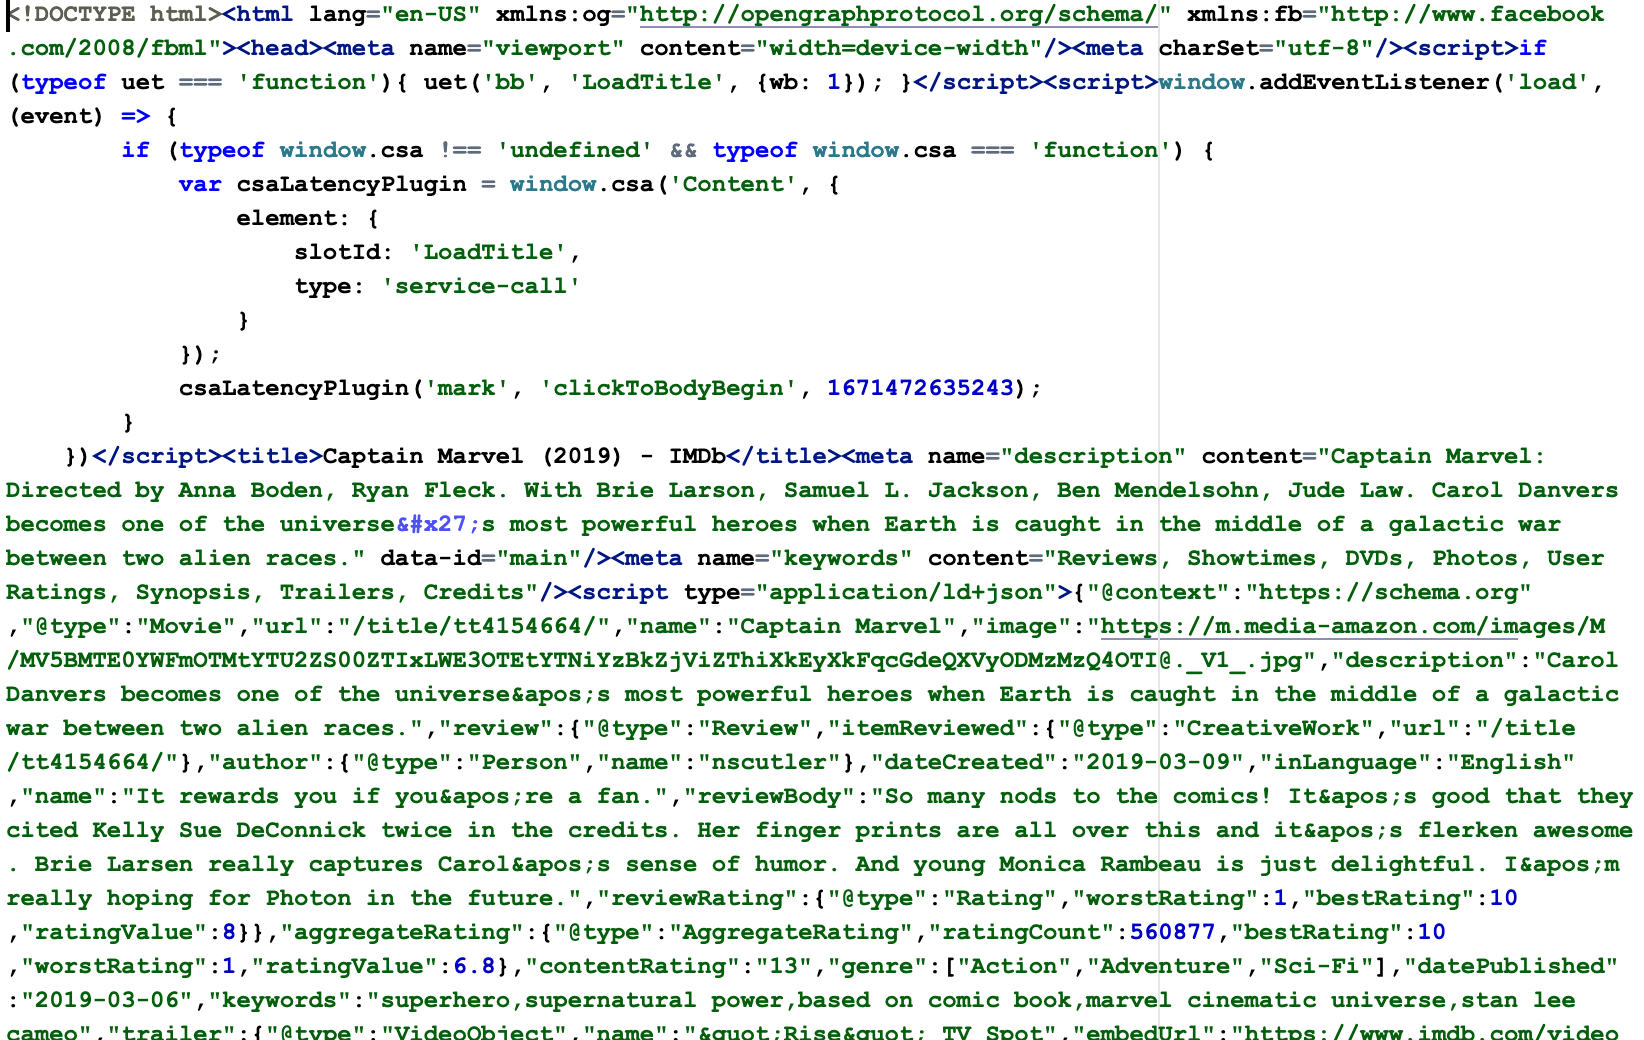 <!DOCTYPE html><html lang="en-US" xmlns:og="http://opengraphprotocol.org/schema/" xmlns:fb="http://www.facebook
.com/2008/fbml"><head><meta name="viewport" content="width=device-width"/><meta charSet="utf-8"/><script>if
(typeof uet === 'function'){ uet('bb', 'LoadTitle', {wb: 1}); }</script><script>window.addEventListener('load',
(event) => {
        if (typeof window.csa !== 'undefined' && typeof window.csa === 'function') {
            var csaLatencyPlugin = window.csa('Content', {
                element: {
                    slotId: 'LoadTitle',
                    type: 'service-call'
                }
            });
            csaLatencyPlugin('mark', 'clickToBodyBegin', 1671472635243);
        }
    })</script><title>Captain Marvel (2019) - IMDb</title><meta name="description" content="Captain Marvel:
Directed by Anna Boden, Ryan Fleck. With Brie Larson, Samuel L. Jackson, Ben Mendelsohn, Jude Law. Carol Danvers
becomes one of the universe&#x27;s most powerful heroes when Earth is caught in the middle of a galactic war
between two alien races." data-id="main"/><meta name="keywords" content="Reviews, Showtimes, DVDs, Photos, User
Ratings, Synopsis, Trailers, Credits"/><script type="application/ld+json">{"@context":"https://schema.org"
,"@type":"Movie","url":"/title/tt4154664/","name":"Captain Marvel","image":"https://m.media-amazon.com/images/M
/MV5BMTE0YWFmOTMtYTU2ZS00ZTIxLWE3OTEtYTNiYzBkZjViZThiXkEyXkFqcGdeQXVyODMzMzQ4OTI@._V1_.jpg","description":"Carol
Danvers becomes one of the universe&apos;s most powerful heroes when Earth is caught in the middle of a galactic
war between two alien races.","review":{"@type":"Review","itemReviewed":{"@type":"CreativeWork","url":"/title
/tt4154664/"},"author":{"@type":"Person","name":"nscutler"},"dateCreated":"2019-03-09","inLanguage":"English"
,"name":"It rewards you if you&apos;re a fan.","reviewBody":"So many nods to the comics! It&apos;s good that they
cited Kelly Sue DeConnick twice in the credits. Her finger prints are all over this and it&apos;s flerken awesome
. Brie Larsen really captures Carol&apos;s sense of humor. And young Monica Rambeau is just delightful. I&apos;m
really hoping for Photon in the future.","reviewRating":{"@type":"Rating","worstRating":1,"bestRating":10
,"ratingValue":8}},"aggregateRating":{"@type":"AggregateRating","ratingCount":560877,"bestRating":10
,"worstRating":1,"ratingValue":6.8},"contentRating":"13","genre":["Action","Adventure","Sci-Fi"],"datePublished"
:"2019-03-06","keywords":"superhero,supernatural power,based on comic book,marvel cinematic universe,stan lee
cameo","trailer":{"@type":"VideoObject","name":"&quot;Rise&quot; TV Spot","embedUrl":"https://www.imdb.com/video